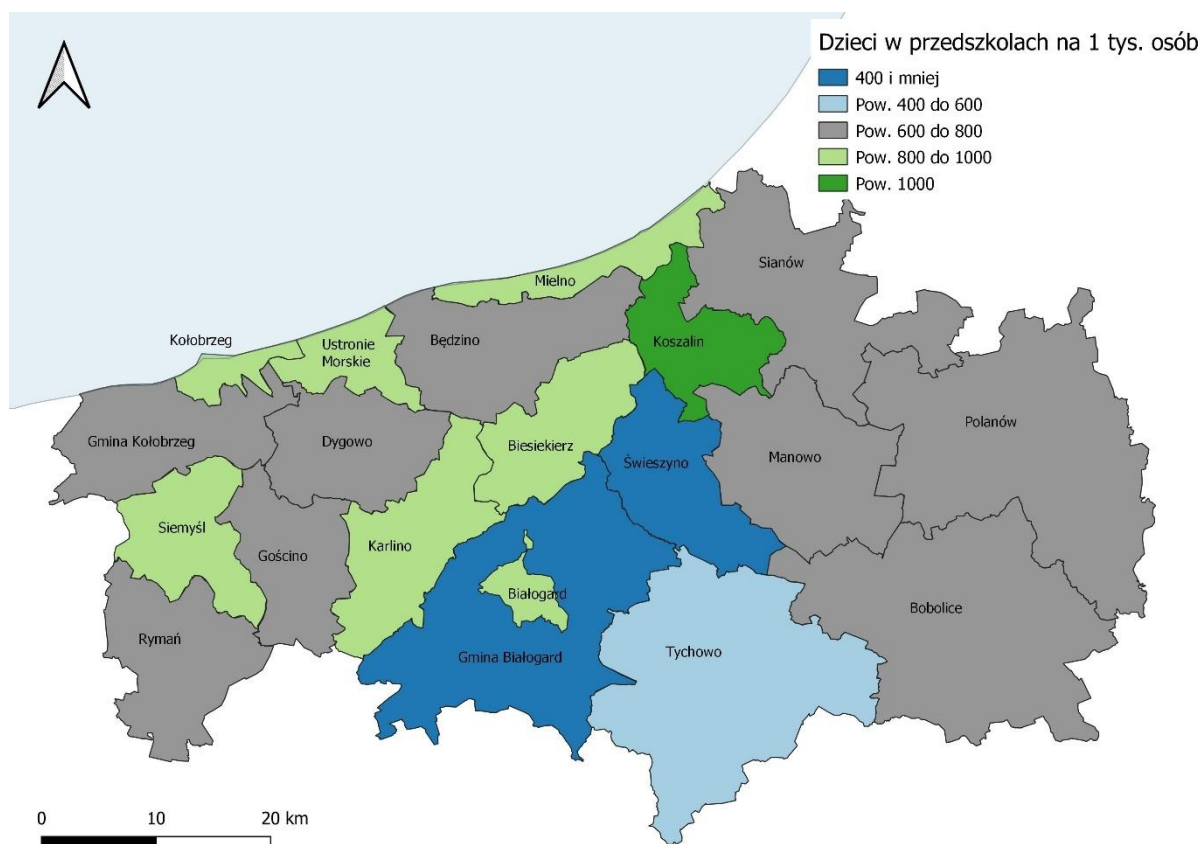 Dzieci w przedszkolach na 1 tys. osób
400 i mniej
Pow. 400 do 600
Pow. 600 do 800
Pow. 800 do 1000
Pow. 1000
Sianów
Mielno
Kołobrzeg
Ustronie
Morskie
Będzino
Koszalin
Polanów
Gmina Kołobrzeg
Dygowo
Biesiekierz
Świeszyno
Manowo
Siemyśl
Gościno
Karlino
Białogard
Bobolice
Rymań
Gmina Białogard
Tychowo
0 10 20 km